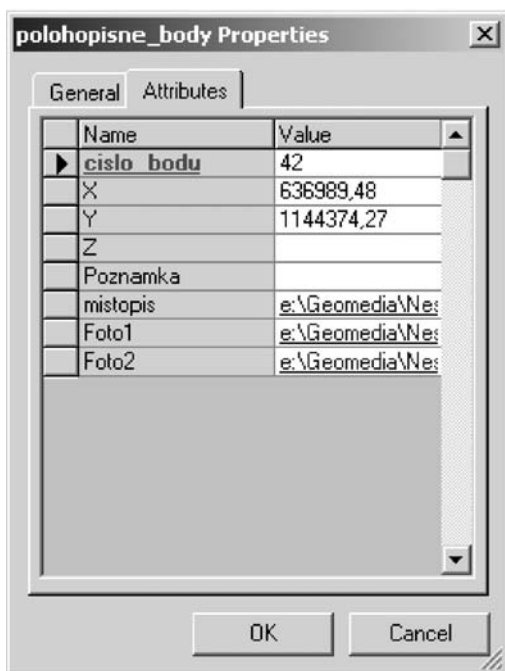 polohopisne_body Properties
General Attributes
Name Value
cislo_bodu 42
X 636989,48
Y 1144374,27
Z
Poznamka
mistopis e:\Geomedia\Nes
Foto1 e:\Geomedia\Nes
Foto2 e:\Geomedia\Nes
OK Cancel